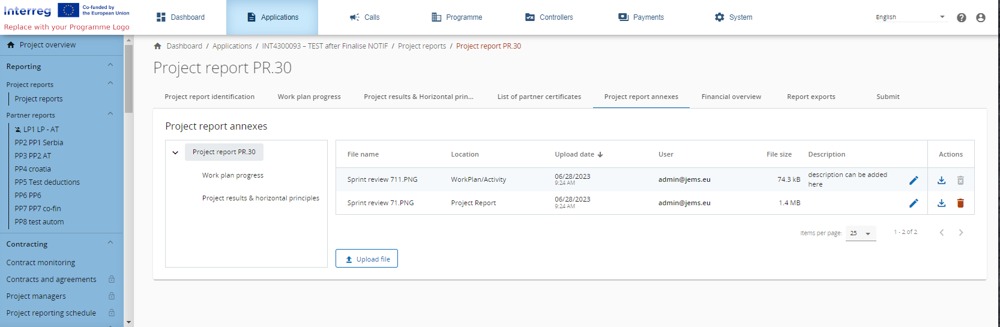 Interreg
Co-funded by
the European Union
Replace with your Programme Logo
Dashboard
Applications
Calls
Programme
Controllers
Payments
System
English
Project overview
Reporting
Project reports
Project reports
Partner reports
LP1 LP - AT
PP2 PP1 Serbia
PP3 PP2 AT
PP4 croatia
PP5 Test deductions
PP6 PP6
PP7 PP7 co-fin
PP8 test autom
Contracting
Contract monitoring
Contracts and agreements
Project managers
Project reporting schedule
Dashboard / Applications / INT4300093 – TEST after Finalise NOTIF / Project reports / Project report PR.30
Project report PR.30
Project report identification
Work plan progress
Project results & Horizontal prin...
List of partner certificates
Project report annexes
Financial overview
Report exports
Submit
Project report annexes
Project report PR.30
Work plan progress
Project results & horizontal principles
File name Location Upload date User File size Description Actions
Sprint review 711.PNG WorkPlan/Activity 06/28/2023 9:24 AM admin@jems.eu 74.3 kB description can be added here
Sprint review 71.PNG Project Report 06/28/2023 9:24 AM admin@jems.eu 1.4 MB
Items per page: 25 1 - 2 of 2
Upload file